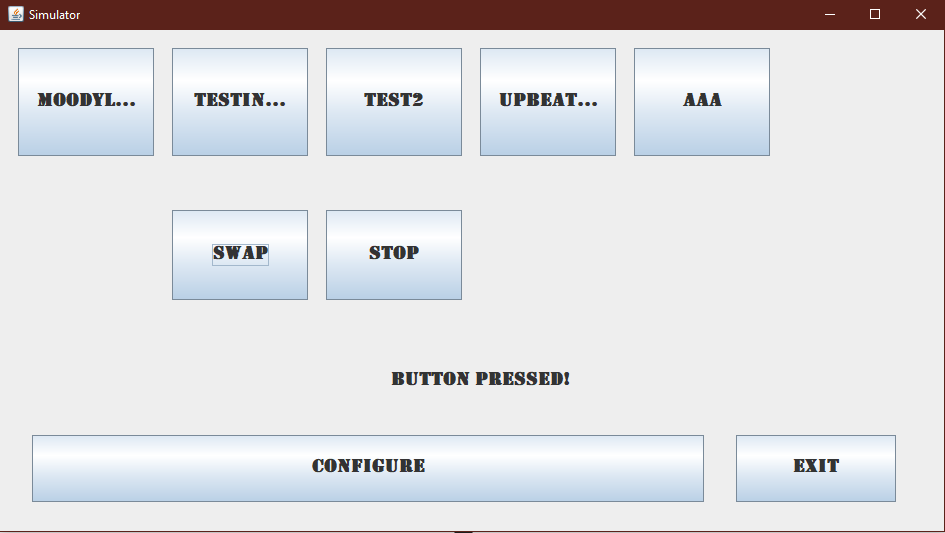 Simulator
MOODYL...
TESTIN...
TEST2
UPBEAT...
AAA
SWAP
STOP
BUTTON PRESSED!
CONFIGURE
EXIT